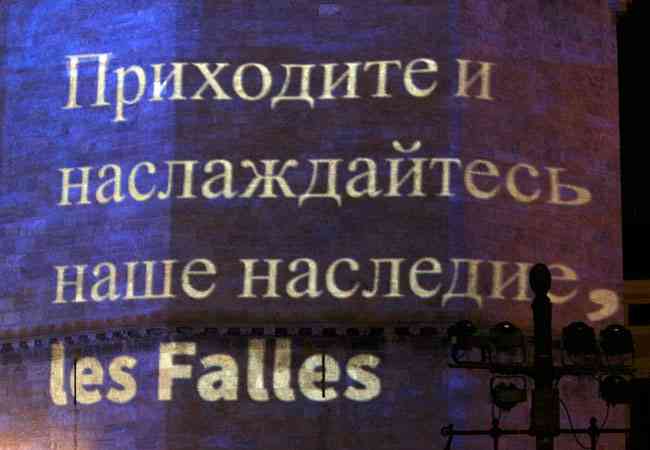 Приходите и
наслаждайтесь
наше наследие,
les Falles